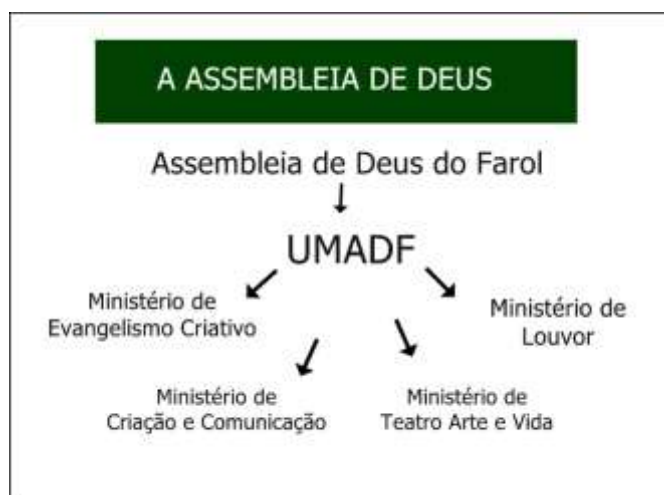 A ASSEMBLEIA DE DEUS
Assembleia de Deus do Farol
UMADF
Ministério de
Evangelismo Criativo
Ministério de
Louvor
Ministério de
Criação e Comunicação
Ministério de
Teatro Arte e Vida